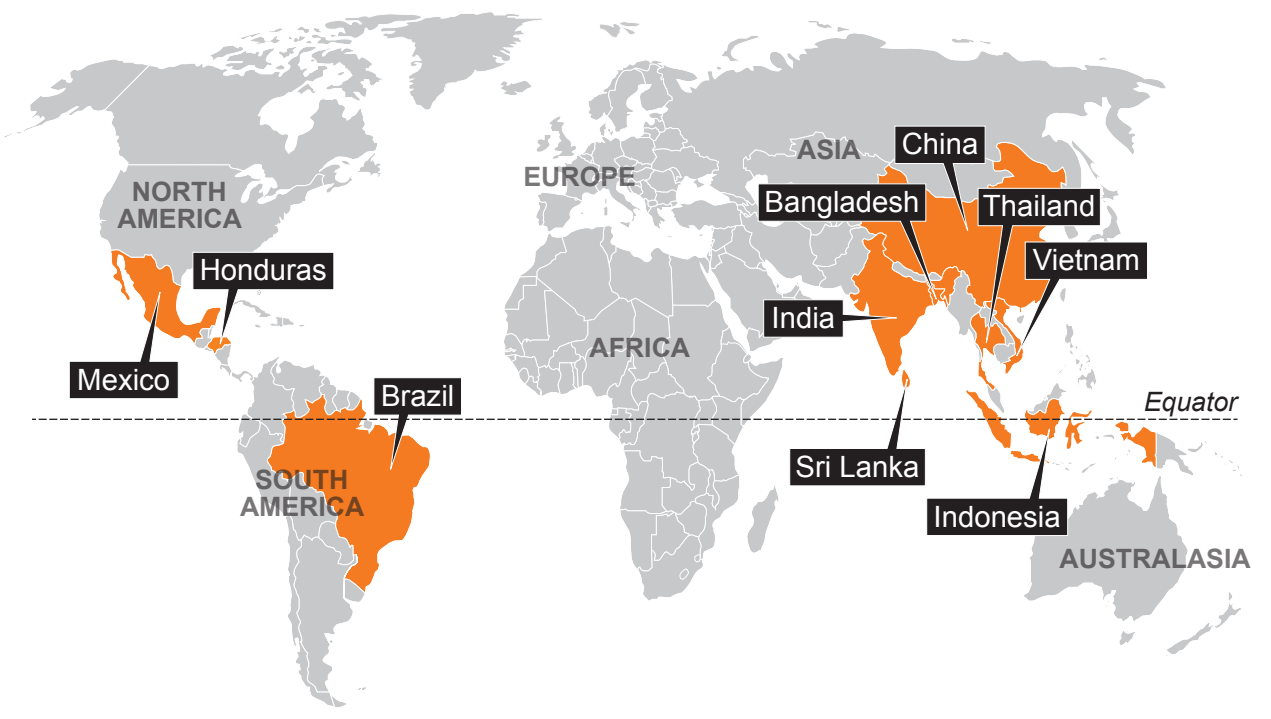 China
ASIA
EUROPE
NORTH
AMERICA
Bangladesh
Thailand
Vietnam
Honduras
India
AFRICA
Mexico
Brazil
Equator
Sri Lanka
SOUTH
AMERICA
Indonesia
AUSTRALASIA